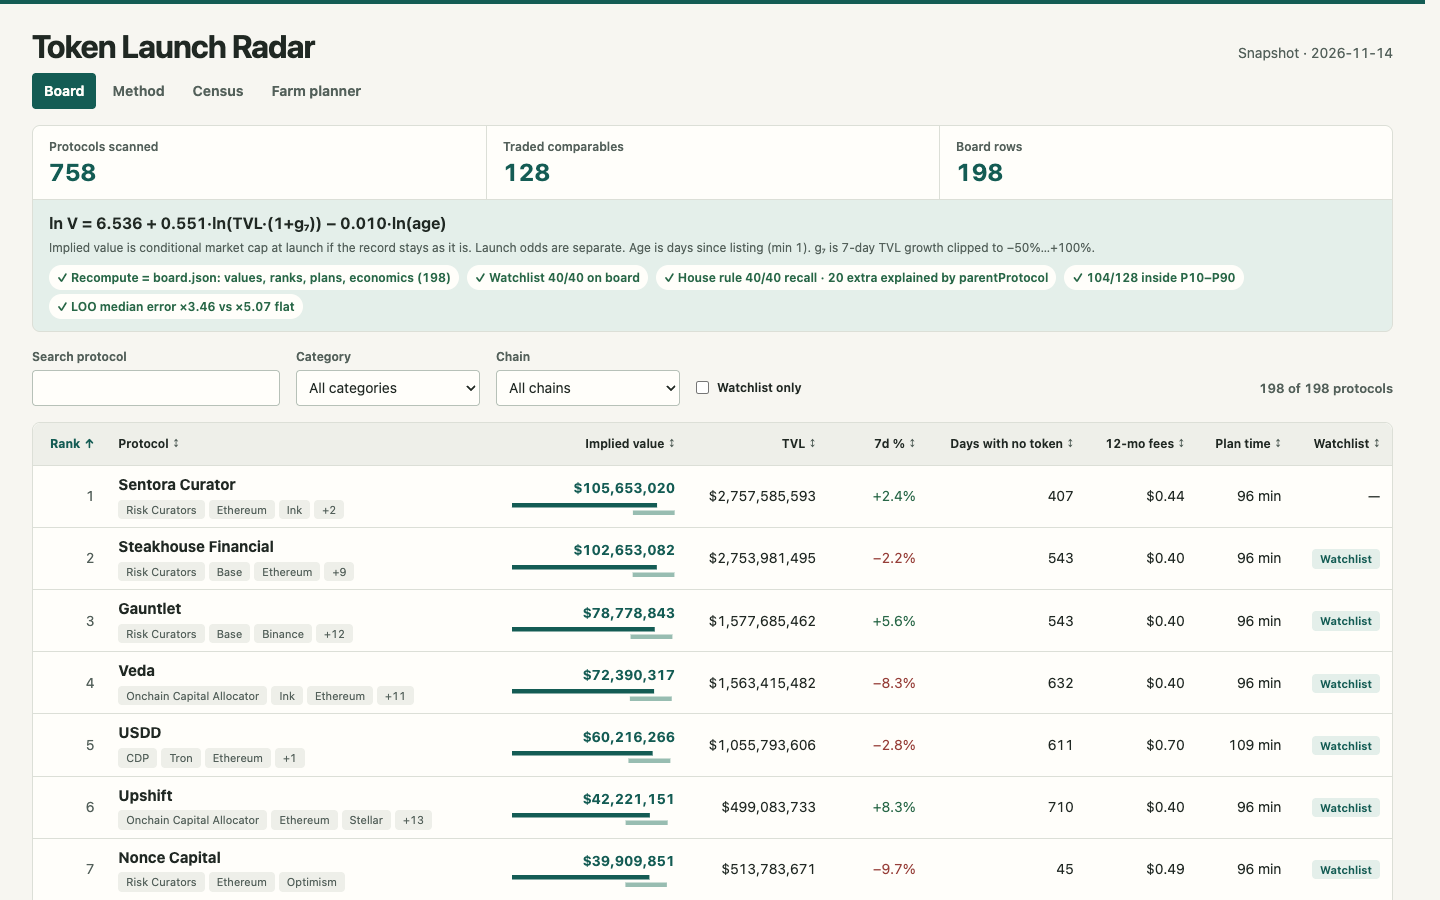 Token Launch Radar
Snapshot · 2026-11-14
Board Method Census Farm planner
Protocols scanned
758
Traded comparables
128
Board rows
198
ln V = 6.536 + 0.551·ln(TVL·(1+g₇)) − 0.010·ln(age)
Implied value is conditional market cap at launch if the record stays as it is. Launch odds are separate. Age is days since listing (min 1). g₇ is 7-day TVL growth clipped to −50%…+100%.
✓ Recompute = board.json: values, ranks, plans, economics (198) ✓ Watchlist 40/40 on board ✓ House rule 40/40 recall · 20 extra explained by parentProtocol ✓ 104/128 inside P10–P90
✓ LOO median error ×3.46 vs ×5.07 flat
Search protocol
Category
All categories
Chain
All chains
Watchlist only
198 of 198 protocols
Rank ↑ Protocol ↕ Implied value ↕ TVL ↕ 7d % ↕ Days with no token ↕ 12-mo fees ↕ Plan time ↕ Watchlist ↕
1 Sentora Curator $105,653,020 $2,757,585,593 +2.4% 407 $0.44 96 min —
Risk Curators Ethereum Ink +2
2 Steakhouse Financial $102,653,082 $2,753,981,495 −2.2% 543 $0.40 96 min Watchlist
Risk Curators Base Ethereum +9
3 Gauntlet $78,778,843 $1,577,685,462 +5.6% 543 $0.40 96 min Watchlist
Risk Curators Base Binance +12
4 Veda $72,390,317 $1,563,415,482 −8.3% 632 $0.40 96 min Watchlist
Onchain Capital Allocator Ink Ethereum +11
5 USDD $60,216,266 $1,055,793,606 −2.8% 611 $0.70 109 min Watchlist
CDP Tron Ethereum +1
6 Upshift $42,221,151 $499,083,733 +8.3% 710 $0.40 96 min Watchlist
Onchain Capital Allocator Ethereum Stellar +13
7 Nonce Capital $39,909,851 $513,783,671 −9.7% 45 $0.49 96 min Watchlist
Risk Curators Ethereum Optimism